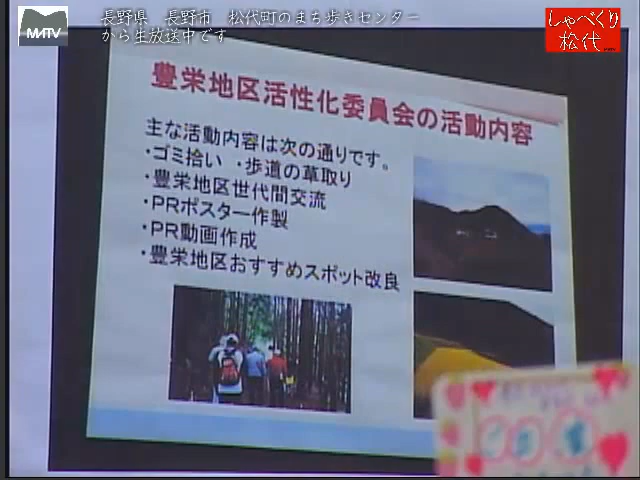 長野県　長野市　松代町のまち歩きセンター
から生放送中です
MATV
しゃべくり
松代
豊栄地区活性化委員会の活動内容
主な活動内容は次の通りです。
・ゴミ拾い ・歩道の草取り
・豊栄地区世代間交流
・PRポスター作製
・PR動画作成
・豊栄地区おすすめスポット改良